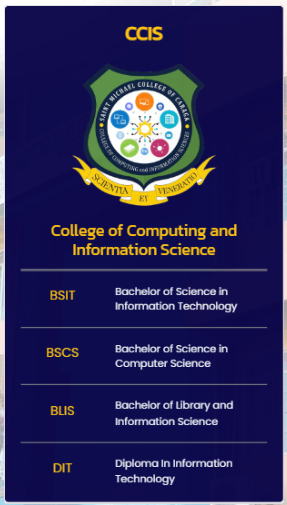 CCIS
SAINT MICHAEL COLLEGE OF CARAGA
COLLEGE OF COMPUTING and INFORMATION SCIENCES
SCIENTIA ET VENERATIO
College of Computing and
Information Science
BSIT
Bachelor of Science in
Information Technology
BSCS
Bachelor of Science in
Computer Science
BLIS
Bachelor of Library and
Information Science
DIT
Diploma In Information
Technology